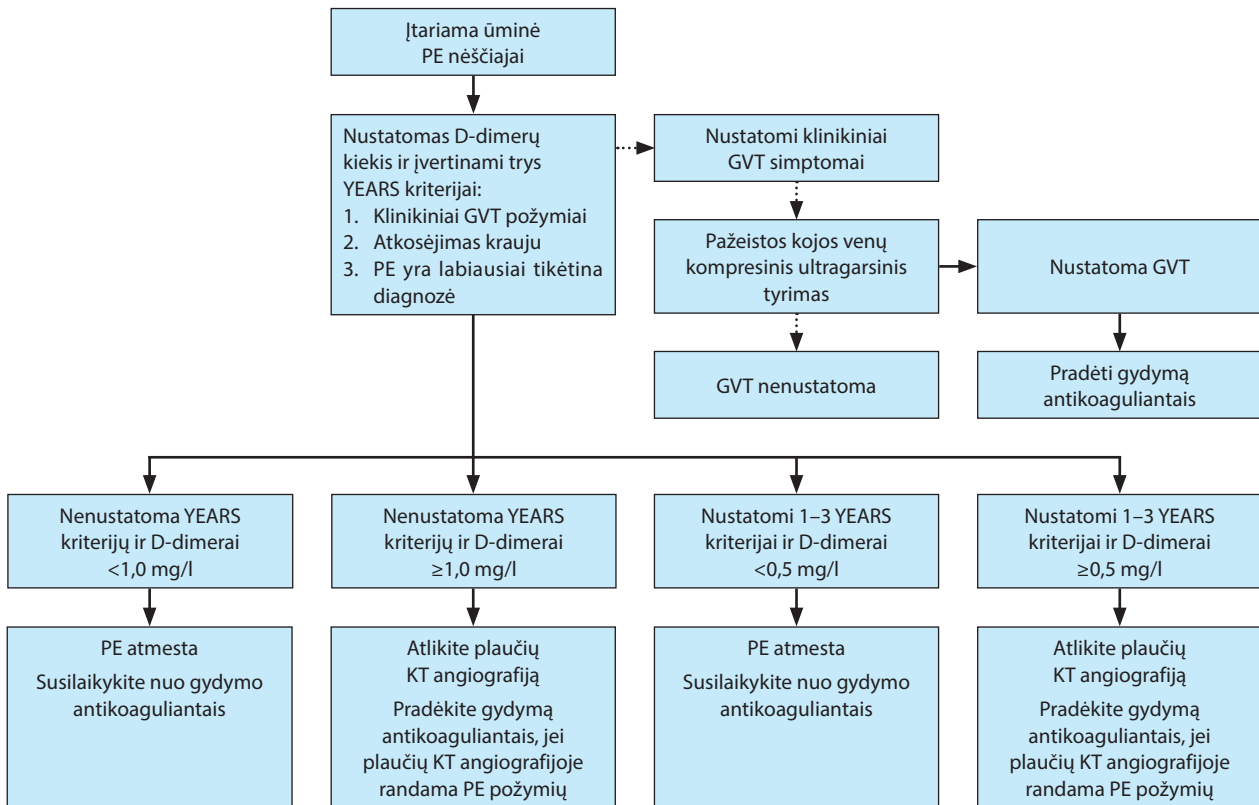 Įtariama ūminė
PE nėščiajai
Nustatomas D-dimerų
kiekis ir įvertinami trys
YEARS kriterijai:
1. Klinikiniai GVT požymiai
2. Atkosėjimas krauju
3. PE yra labiausiai tikėtina
diagnozė
Nustatomi klinikiniai
GVT simptomai
Pažeistos kojos venų
kompresinis ultragarsinis
tyrimas
Nustatoma GVT
GVT nenustatoma
Pradėti gydymą
antikoaguliantais
Nenustatoma YEARS
kriterijų ir D-dimerai
<1,0 mg/l
Nenustatoma YEARS
kriterijų ir D-dimerai
≥1,0 mg/l
Nustatomi 1–3 YEARS
kriterijai ir D-dimerai
<0,5 mg/l
Nustatomi 1–3 YEARS
kriterijai ir D-dimerai
≥0,5 mg/l
PE atmesta
Susilaikykite nuo gydymo
antikoaguliantais
Atlikite plaučių
KT angiografiją
Pradėkite gydymą
antikoaguliantais, jei
plaučių KT angiografijoje
randama PE požymių
PE atmesta
Susilaikykite nuo gydymo
antikoaguliantais
Atlikite plaučių
KT angiografiją
Pradėkite gydymą
antikoaguliantais, jei
plaučių KT angiografijoje
randama PE požymių